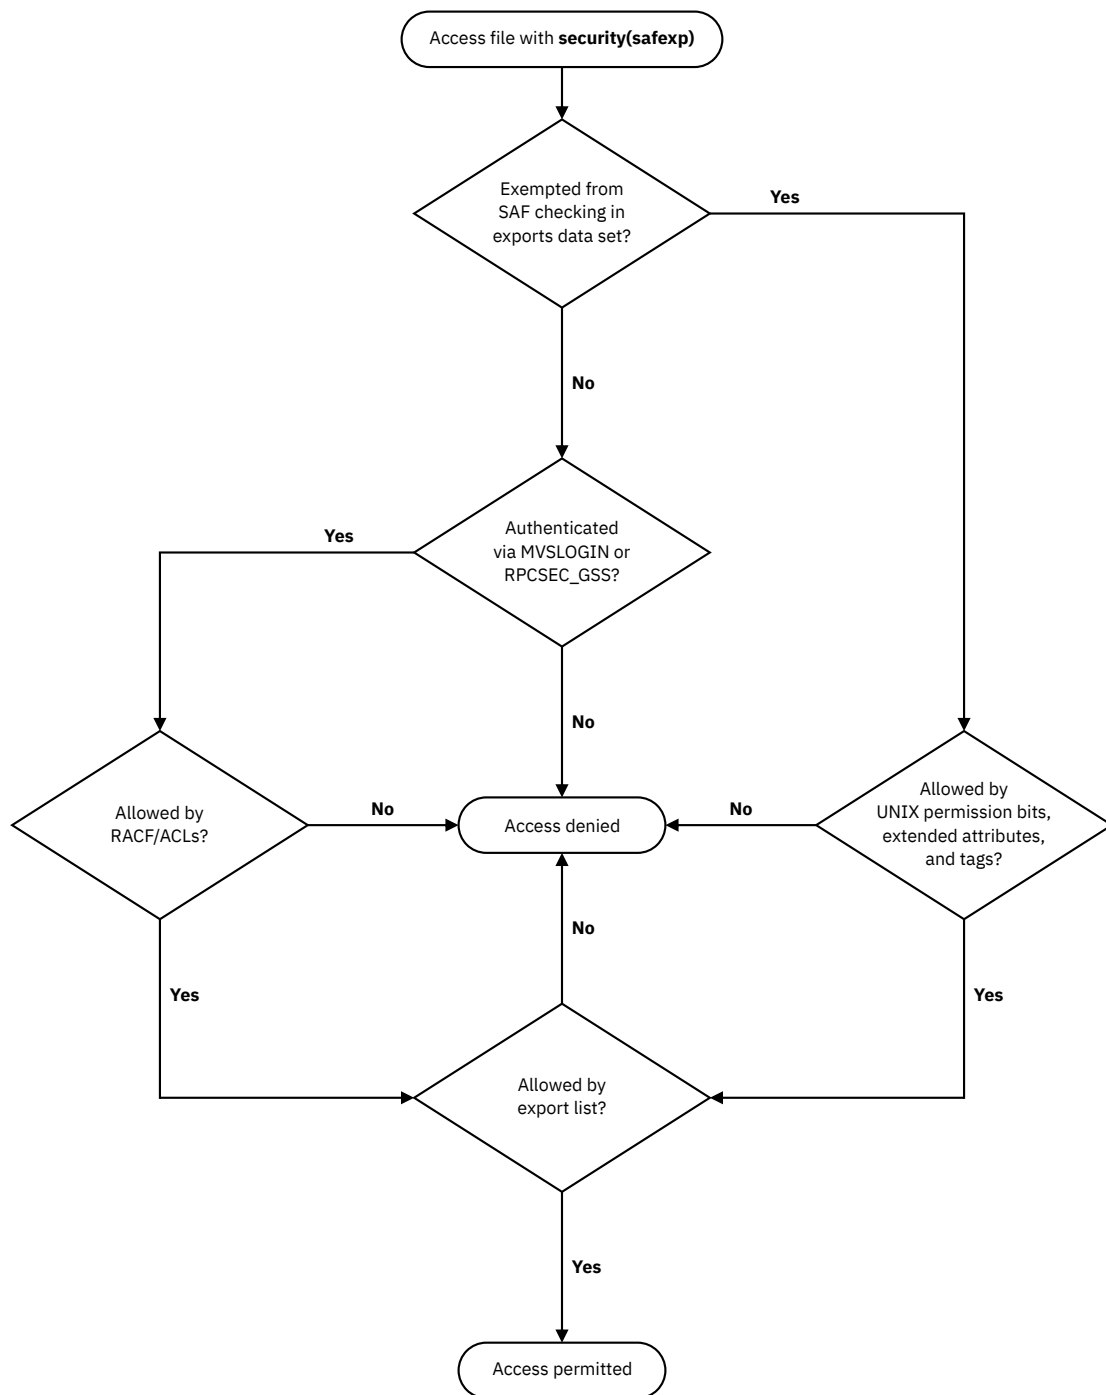 Access file with security(safexp)
Exempted from
SAF checking in
exports data set?
Yes
No
Authenticated
via MVSLOGIN or
RPCSEC_GSS?
Yes
No
Allowed by
RACF/ACLs?
No
Access denied
No
Allowed by
UNIX permission bits,
extended attributes,
and tags?
No
Yes
Yes
Allowed by
export list?
Yes
Access permitted